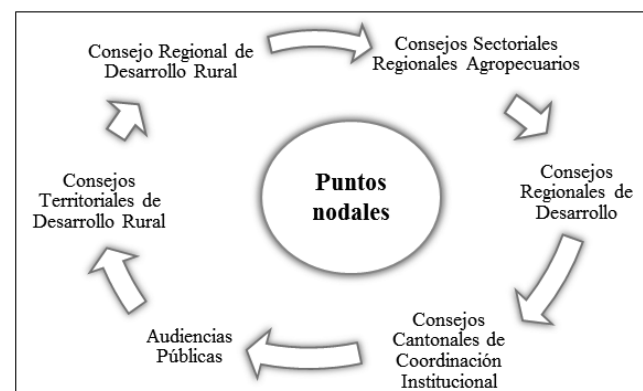 Consejo Regional de
Desarrollo Rural
Consejos Sectoriales
Regionales Agropecuarios
Consejos
Regionales de
Desarrollo
Consejos
Cantonales de
Coordinación
Institucional
Audiencias
Públicas
Consejos
Territoriales de
Desarrollo Rural
Puntos
nodales